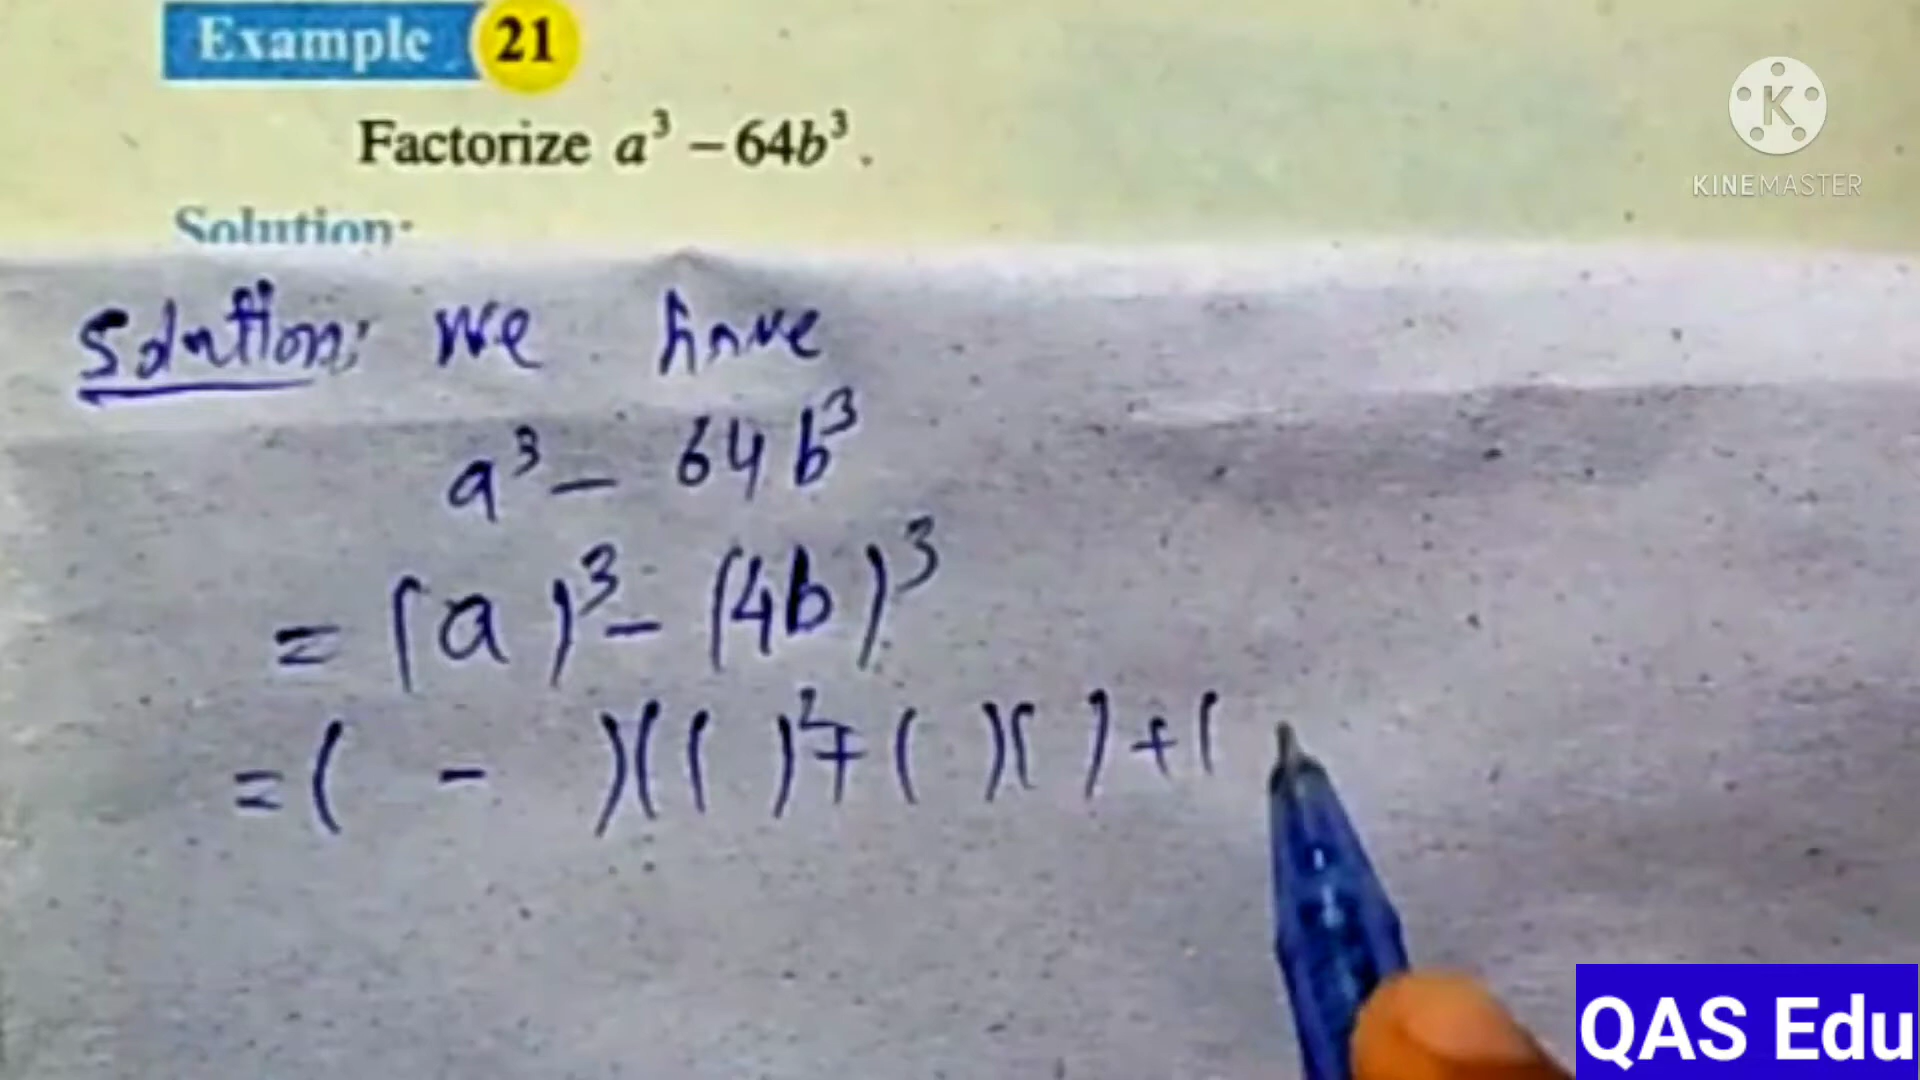 Example 21
Factorize a³ – 64b³.
Solution:
Solution: We have
a³ – 64b³
= (a)³ – (4b)³
= ( – )(( )² + ( )( ) + (
K
KINEMASTER
QAS Edu